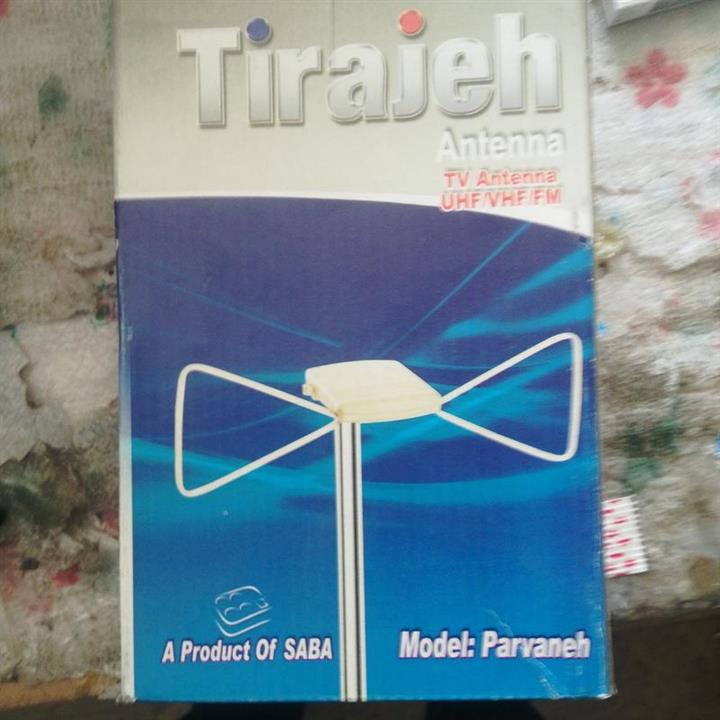 Tirajeh
Antenna
TV Antenna
UHF/VHF/FM
A Product Of SABA
Model: Parvaneh